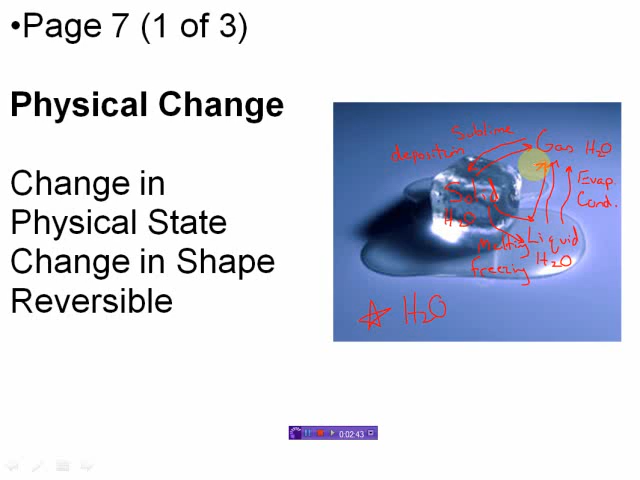 •Page 7 (1 of 3)
Physical Change
Change in
Physical State
Change in Shape
Reversible
Sublime
deposition
Gas H₂O
Solid
H₂O
Evap.
Cond.
Melting
freezing
Liquid
H₂O
☆ H₂O
0:02:43